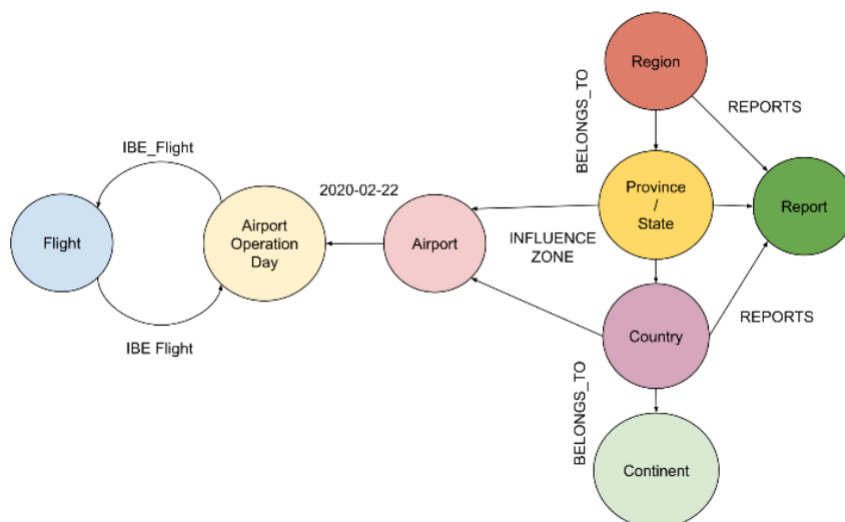 Region
BELONGS_TO
REPORTS
IBE_Flight
2020-02-22
Province
/
State
Report
Flight
Airport
Operation
Day
Airport
INFLUENCE
ZONE
IBE Flight
Country
REPORTS
BELONGS_TO
Continent